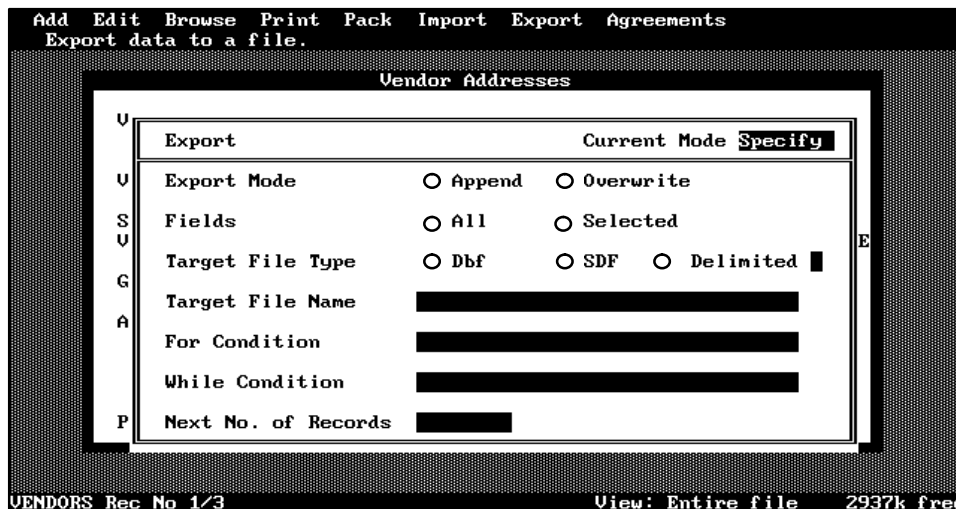 Add Edit Browse Print Pack Import Export Agreements
Export data to a file.
Vendor Addresses
V
Export Current Mode Specify
V Export Mode Append Overwrite
S Fields All Selected
V E
Target File Type Dbf SDF Delimited
G
Target File Name
A
For Condition
While Condition
P Next No. of Records
VENDORS Rec No 1/3 View: Entire file 2937k free